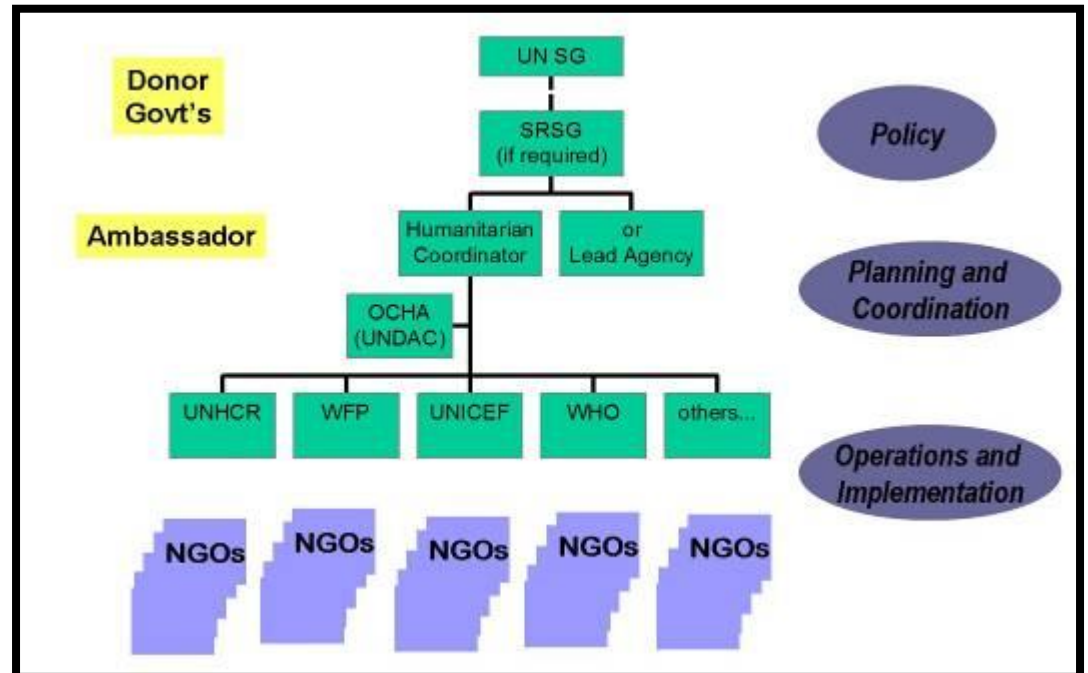 UN SG
Donor
Govt's
SRSG
(if required)
Policy
Ambassador
Humanitarian
Coordinator
or
Lead Agency
Planning and
Coordination
OCHA
(UNDAC)
UNHCR
WFP
UNICEF
WHO
others...
Operations and
Implementation
NGOs
NGOs
NGOs
NGOs
NGOs